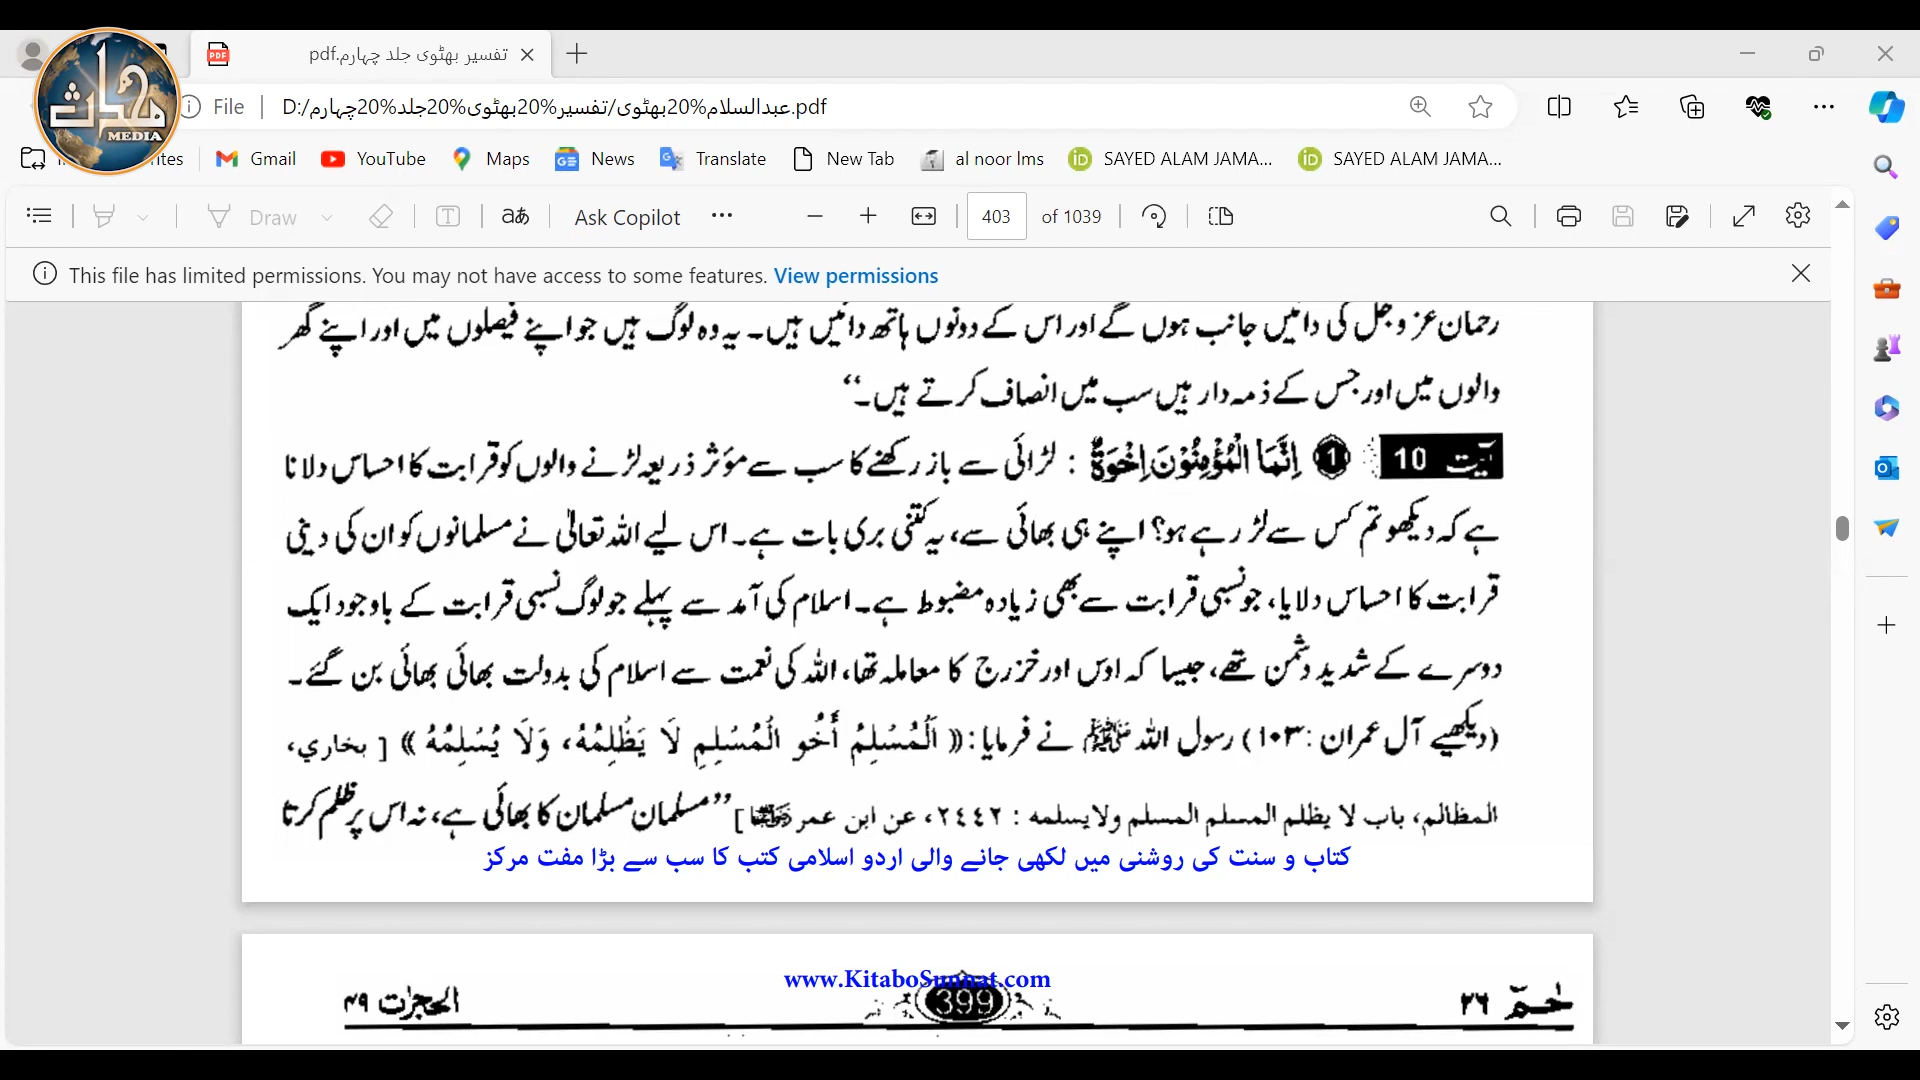 تفسیر بھٹوی جلد چہارم.pdf
File
D:/عبدالسلام%20بھٹوی/تفسیر%20بھٹوی%20جلد%20چہارم.pdf
MEDIA
Gmail
YouTube
Maps
News
Translate
New Tab
al noor lms
SAYED ALAM JAMA...
SAYED ALAM JAMA...
Draw
Ask Copilot
403 of 1039
This file has limited permissions. You may not have access to some features. View permissions
رحمان عز و جل کی دائیں جانب ہوں گے اور اس کے دونوں ہاتھ دائیں ہیں۔ یہ وہ لوگ ہیں جو اپنے فیصلوں میں اور اپنے گھر
والوں میں اور جس کے ذمہ دار ہیں سب میں انصاف کرتے ہیں۔‘‘
آیت 10 1 اِنَّمَا الْمُؤْمِنُوْنَ اِخْوَةٌ : لڑائی سے باز رکھنے کا سب سے مؤثر ذریعہ لڑنے والوں کو قرابت کا احساس دلانا
ہے کہ دیکھو تم کس سے لڑ رہے ہو؟ اپنے ہی بھائی سے، یہ کتنی بری بات ہے۔ اس لیے اللہ تعالیٰ نے مسلمانوں کو ان کی دینی
قرابت کا احساس دلایا، جو نسبی قرابت سے بھی زیادہ مضبوط ہے۔ اسلام کی آمد سے پہلے جو لوگ نسبی قرابت کے باوجود ایک
دوسرے کے شدید دشمن تھے، جیسا کہ اوس اور خزرج کا معاملہ تھا، اللہ کی نعمت سے اسلام کی بدولت بھائی بھائی بن گئے۔
(دیکھیے آل عمران : ۱۰۳) رسول اللہ ﷺ نے فرمایا: « اَلْمُسْلِمُ أَخُو الْمُسْلِمِ لَا يَظْلِمُهُ، وَلَا يُسْلِمُهُ » [ بخاري،
المظالم، باب لا يظلم المسلم المسلم ولا يسلمه : ٢٤٤٢، عن ابن عمر رضی اللہ عنہما ] ’’مسلمان مسلمان کا بھائی ہے، نہ اس پر ظلم کرتا
کتاب و سنت کی روشنی میں لکھی جانے والی اردو اسلامی کتب کا سب سے بڑا مفت مرکز
www.KitaboSunnat.com
حٰمٓ ۲۶
399
الحجرٰت ۴۹